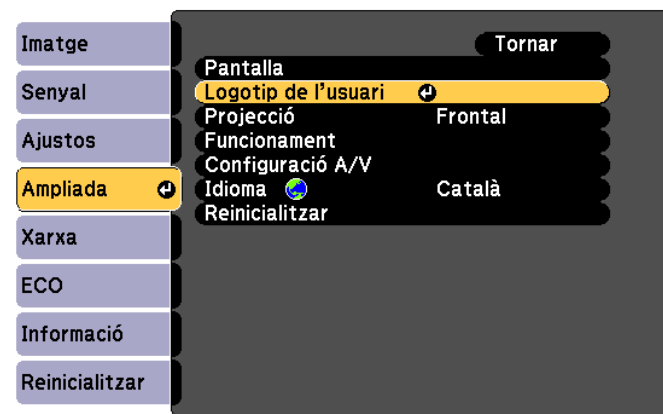 Imatge
Senyal
Ajustos
Ampliada
Xarxa
ECO
Informació
Reinicialitzar
Tornar
Pantalla
Logotip de l'usuari
Projecció Frontal
Funcionament
Configuració A/V
Idioma Català
Reinicialitzar